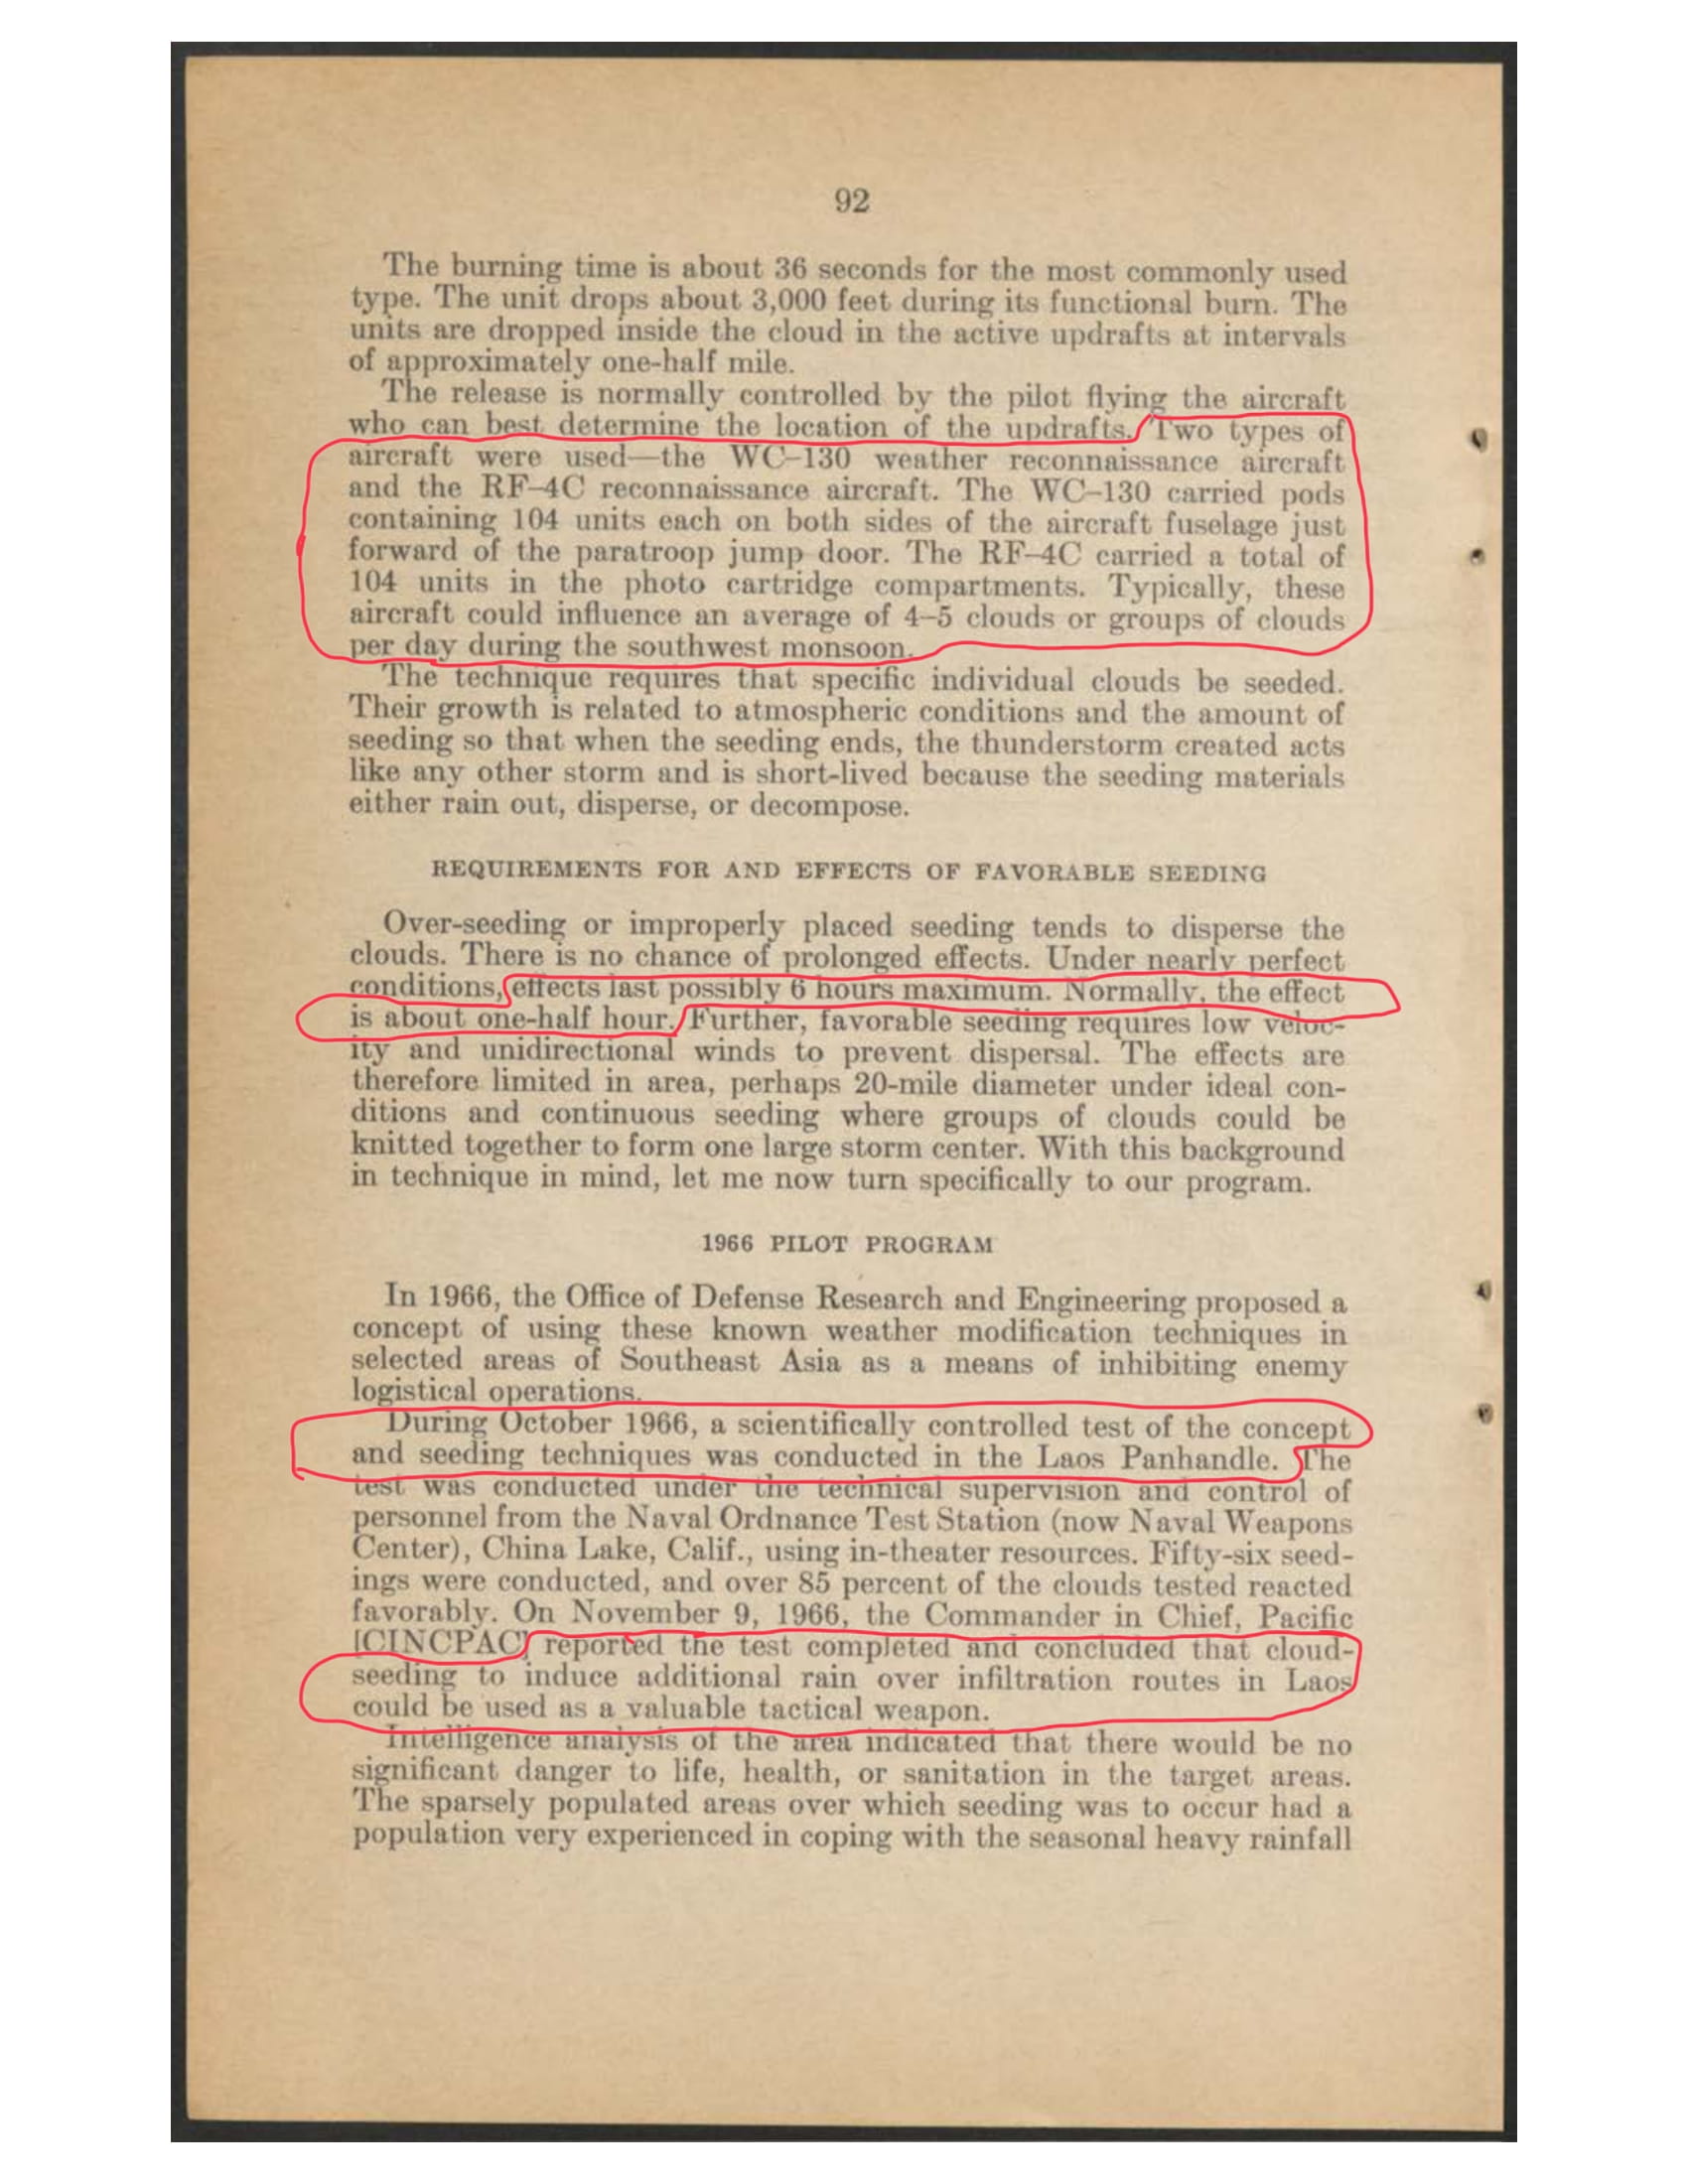 92
The burning time is about 36 seconds for the most commonly used
type. The unit drops about 3,000 feet during its functional burn. The
units are dropped inside the cloud in the active updrafts at intervals
of approximately one-half mile.
The release is normally controlled by the pilot flying the aircraft
who can best determine the location of the updrafts. Two types of
aircraft were used—the WC–130 weather reconnaissance aircraft
and the RF–4C reconnaissance aircraft. The WC–130 carried pods
containing 104 units each on both sides of the aircraft fuselage just
forward of the paratroop jump door. The RF–4C carried a total of
104 units in the photo cartridge compartments. Typically, these
aircraft could influence an average of 4–5 clouds or groups of clouds
per day during the southwest monsoon.
The technique requires that specific individual clouds be seeded.
Their growth is related to atmospheric conditions and the amount of
seeding so that when the seeding ends, the thunderstorm created acts
like any other storm and is short-lived because the seeding materials
either rain out, disperse, or decompose.
REQUIREMENTS FOR AND EFFECTS OF FAVORABLE SEEDING
Over-seeding or improperly placed seeding tends to disperse the
clouds. There is no chance of prolonged effects. Under nearly perfect
conditions, effects last possibly 6 hours maximum. Normally, the effect
is about one-half hour. Further, favorable seeding requires low veloc-
ity and unidirectional winds to prevent dispersal. The effects are
therefore limited in area, perhaps 20-mile diameter under ideal con-
ditions and continuous seeding where groups of clouds could be
knitted together to form one large storm center. With this background
in technique in mind, let me now turn specifically to our program.
1966 PILOT PROGRAM
In 1966, the Office of Defense Research and Engineering proposed a
concept of using these known weather modification techniques in
selected areas of Southeast Asia as a means of inhibiting enemy
logistical operations.
During October 1966, a scientifically controlled test of the concept
and seeding techniques was conducted in the Laos Panhandle. The
test was conducted under the technical supervision and control of
personnel from the Naval Ordnance Test Station (now Naval Weapons
Center), China Lake, Calif., using in-theater resources. Fifty-six seed-
ings were conducted, and over 85 percent of the clouds tested reacted
favorably. On November 9, 1966, the Commander in Chief, Pacific
[CINCPAC] reported the test completed and concluded that cloud-
seeding to induce additional rain over infiltration routes in Laos
could be used as a valuable tactical weapon.
Intelligence analysis of the area indicated that there would be no
significant danger to life, health, or sanitation in the target areas.
The sparsely populated areas over which seeding was to occur had a
population very experienced in coping with the seasonal heavy rainfall